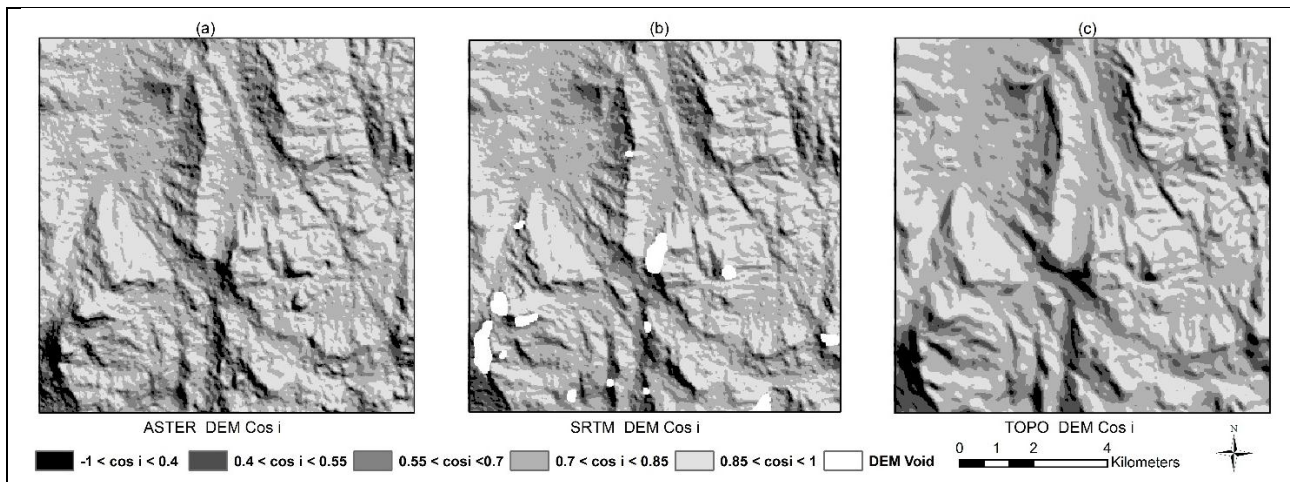 (a) (b) (c)
ASTER DEM Cos i SRTM DEM Cos i TOPO DEM Cos i
-1 < cos i < 0.4 0.4 < cos i < 0.55 0.55 < cosi <0.7 0.7 < cos i < 0.85 0.85 < cosi < 1 DEM Void
0 2 4
Kilometers
N